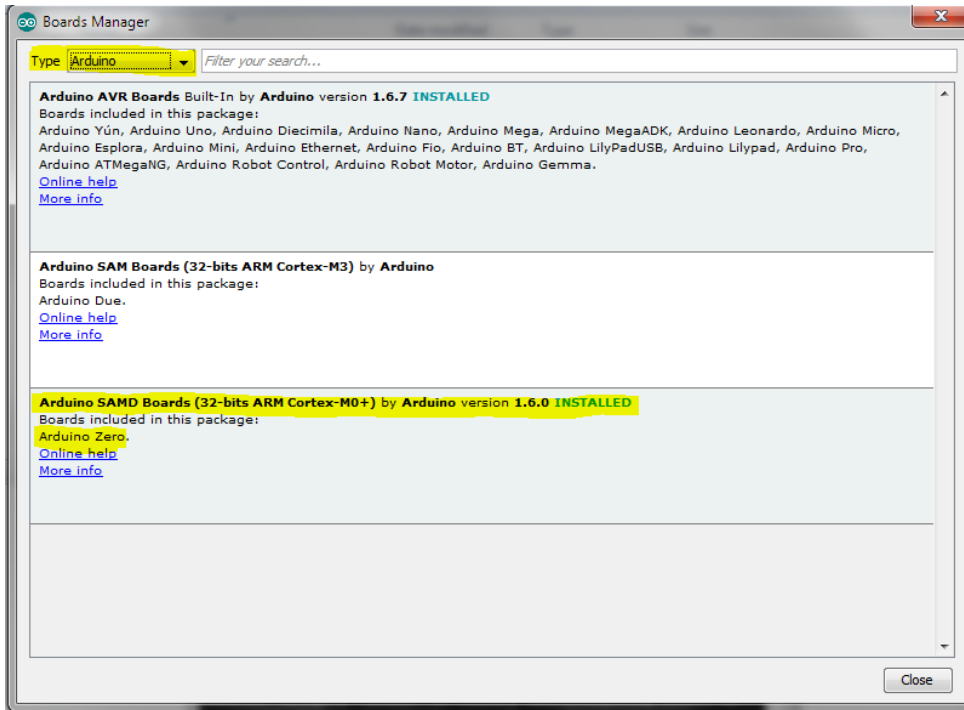 Boards Manager
Type Arduino Filter your search...
Arduino AVR Boards Built-In by Arduino version 1.6.7 INSTALLED
Boards included in this package:
Arduino Yún, Arduino Uno, Arduino Diecimila, Arduino Nano, Arduino Mega, Arduino MegaADK, Arduino Leonardo, Arduino Micro,
Arduino Esplora, Arduino Mini, Arduino Ethernet, Arduino Fio, Arduino BT, Arduino LilyPadUSB, Arduino Lilypad, Arduino Pro,
Arduino ATMegaNG, Arduino Robot Control, Arduino Robot Motor, Arduino Gemma.
Online help
More info
Arduino SAM Boards (32-bits ARM Cortex-M3) by Arduino
Boards included in this package:
Arduino Due.
Online help
More info
Arduino SAMD Boards (32-bits ARM Cortex-M0+) by Arduino version 1.6.0 INSTALLED
Boards included in this package:
Arduino Zero.
Online help
More info
Close